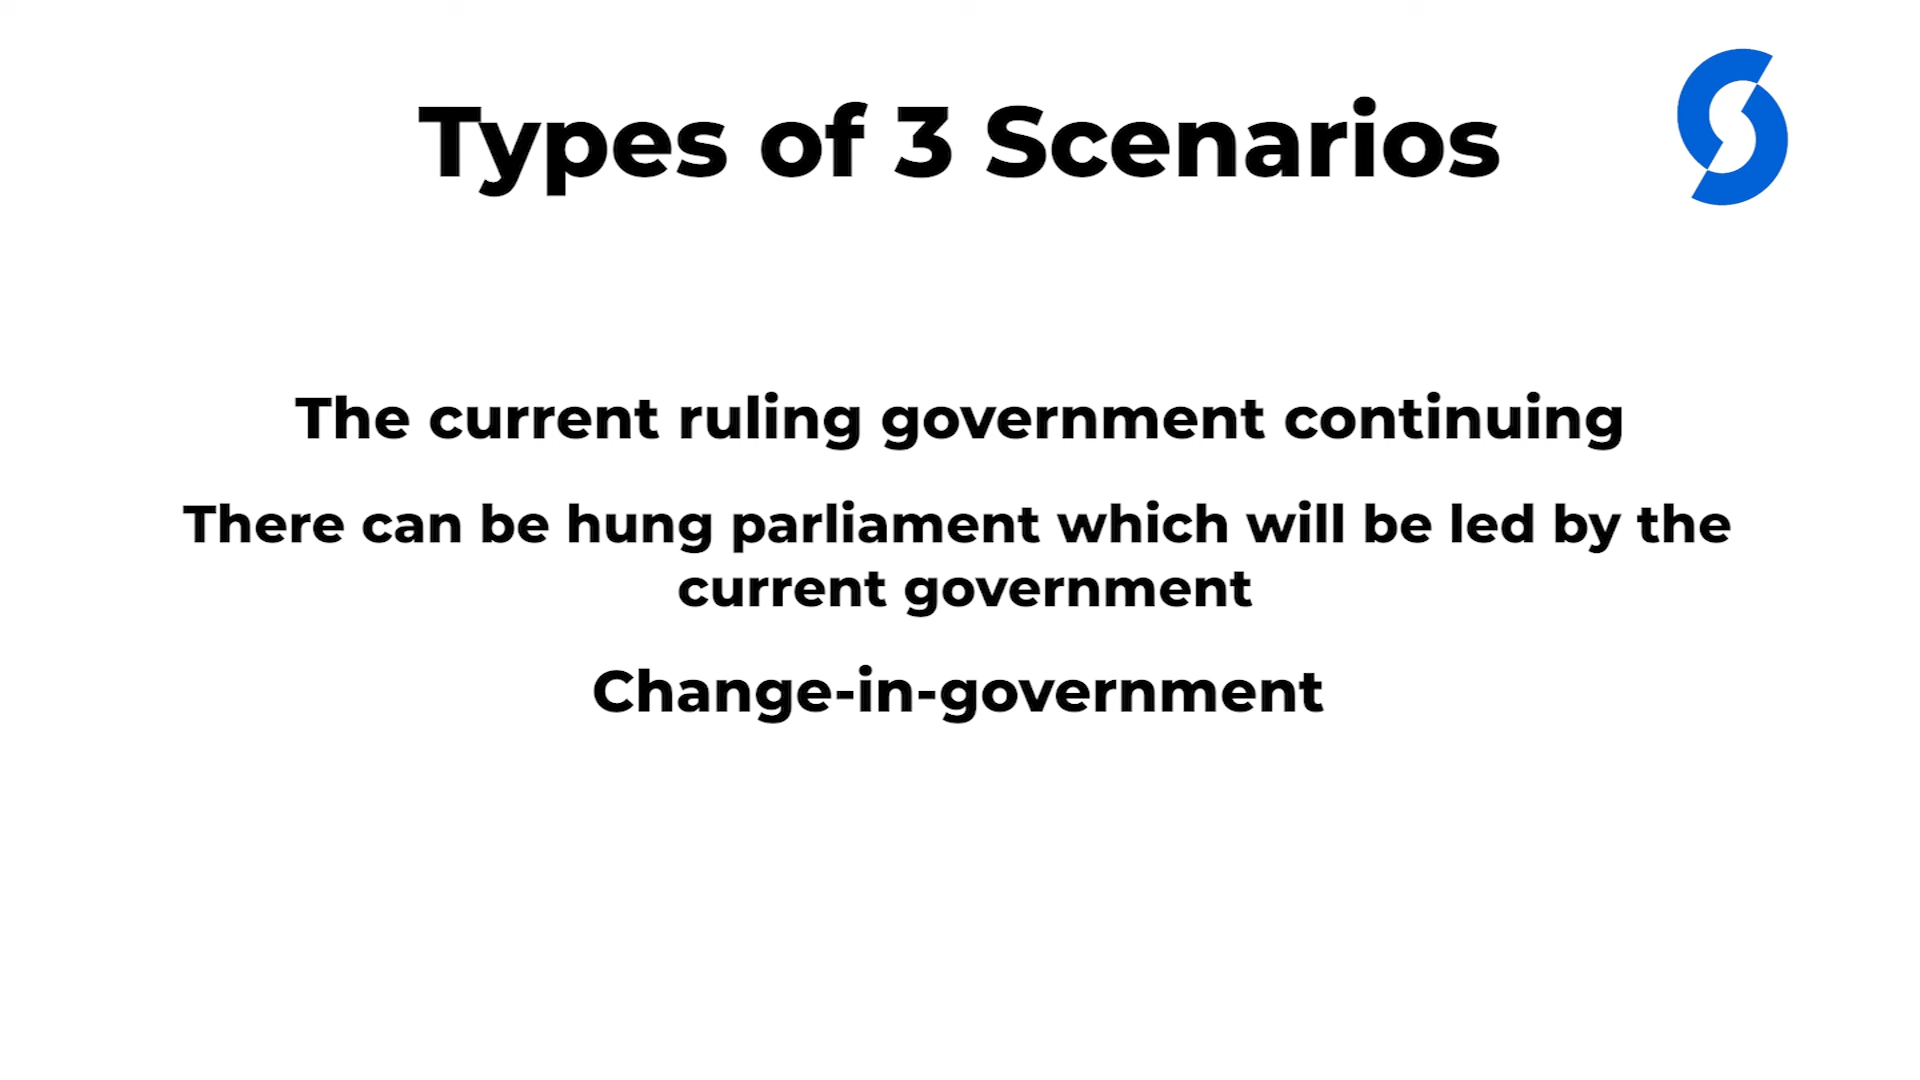 Types of 3 Scenarios
The current ruling government continuing
There can be hung parliament which will be led by the
current government
Change-in-government